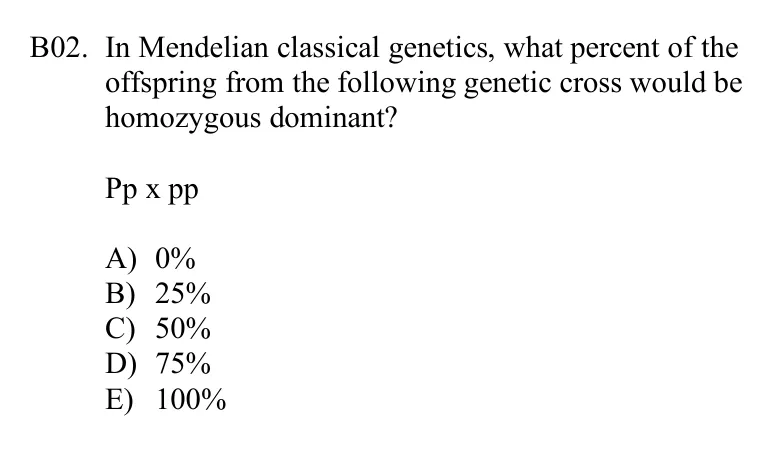 B02. In Mendelian classical genetics, what percent of the
offspring from the following genetic cross would be
homozygous dominant?
Pp x pp
A) 0%
B) 25%
C) 50%
D) 75%
E) 100%